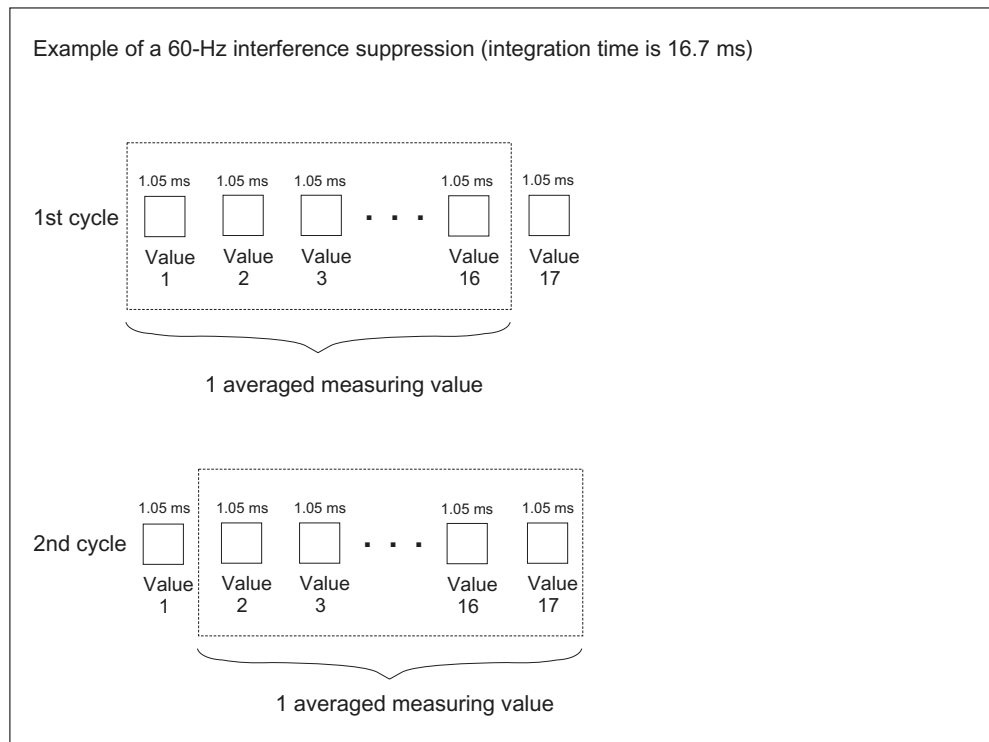 Example of a 60-Hz interference suppression (integration time is 16.7 ms)
1.05 ms 1.05 ms 1.05 ms 1.05 ms 1.05 ms
1st cycle . . .
Value Value Value Value Value
1 2 3 16 17
1 averaged measuring value
1.05 ms 1.05 ms 1.05 ms 1.05 ms 1.05 ms
2nd cycle . . .
Value Value Value Value Value
1 2 3 16 17
1 averaged measuring value